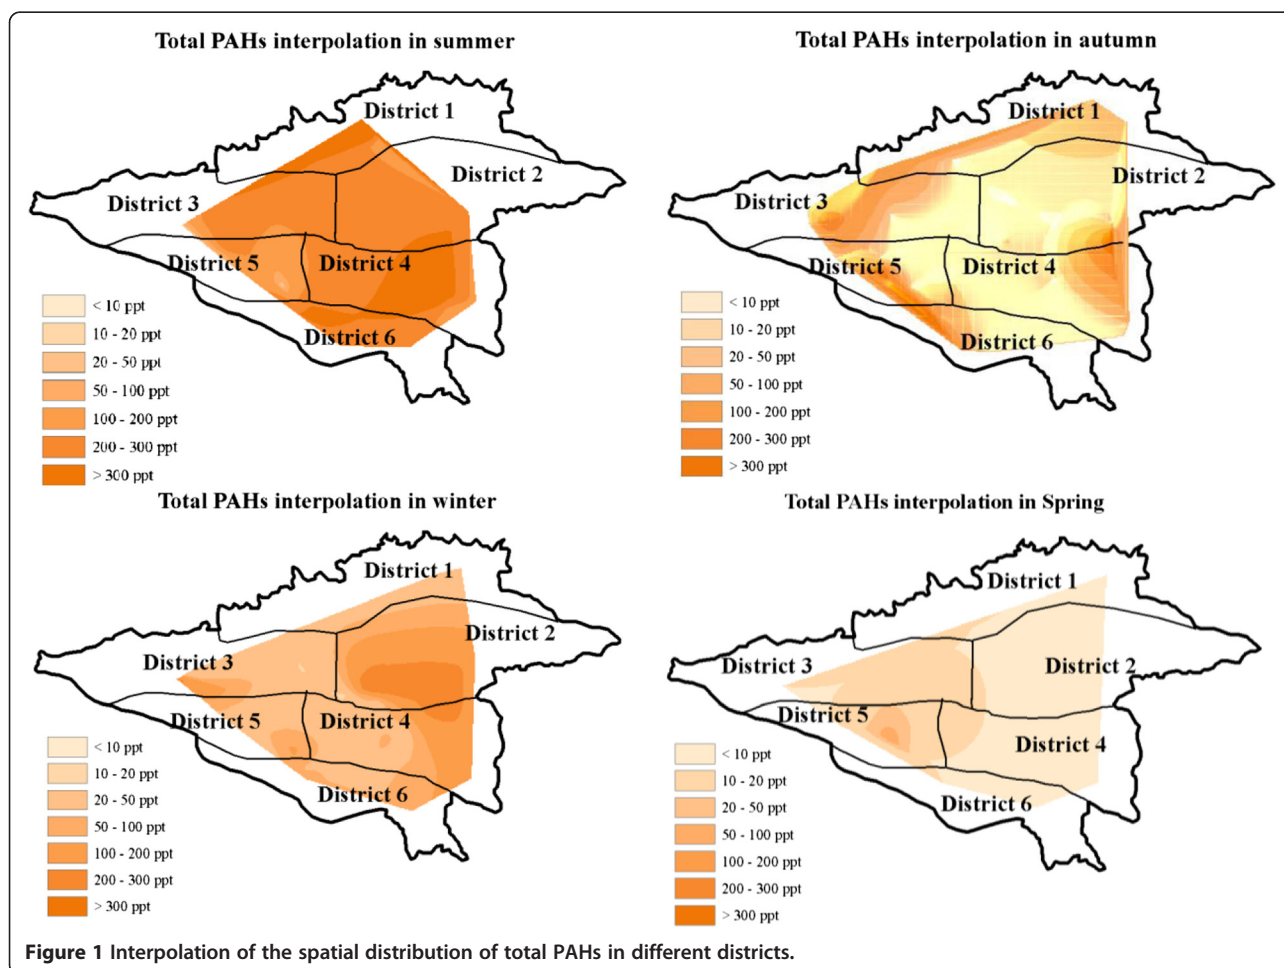 Total PAHs interpolation in summer
District 1
District 2
District 3
District 5
District 4
District 6
< 10 ppt
10 - 20 ppt
20 - 50 ppt
50 - 100 ppt
100 - 200 ppt
200 - 300 ppt
> 300 ppt
Total PAHs interpolation in autumn
District 1
District 2
District 3
District 5
District 4
District 6
< 10 ppt
10 - 20 ppt
20 - 50 ppt
50 - 100 ppt
100 - 200 ppt
200 - 300 ppt
> 300 ppt
Total PAHs interpolation in winter
District 1
District 2
District 3
District 5
District 4
District 6
< 10 ppt
10 - 20 ppt
20 - 50 ppt
50 - 100 ppt
100 - 200 ppt
200 - 300 ppt
> 300 ppt
Total PAHs interpolation in Spring
District 1
District 3
District 2
District 5
District 4
District 6
< 10 ppt
10 - 20 ppt
20 - 50 ppt
50 - 100 ppt
100 - 200 ppt
200 - 300 ppt
> 300 ppt
Figure 1 Interpolation of the spatial distribution of total PAHs in different districts.